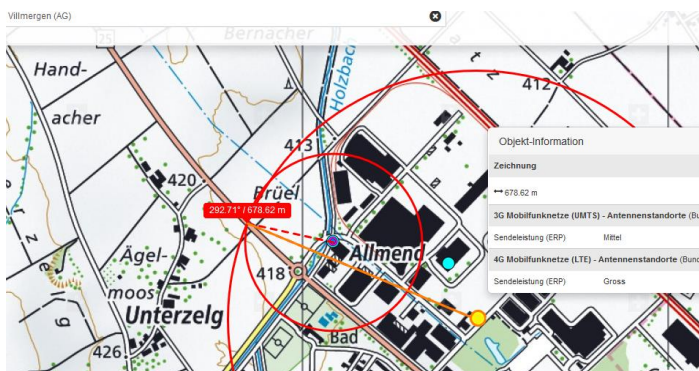 Villmergen (AG)
25
Bernacher
Hand-
acher
Holzbach
a t z
412
413
Objekt-Information
Zeichnung
678.62 m
420
Brüel
292.71° / 678.62 m
3G Mobilfunknetze (UMTS) - Antennenstandorte (Bu
Sendeleistung (ERP) Mittel
Ägel-
moos
418
Allmend
4G Mobilfunknetze (LTE) - Antennenstandorte (Bund
Sendeleistung (ERP) Gross
Unterzelg
Bad
426